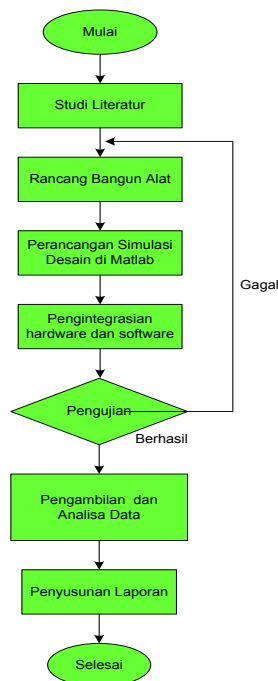 Mulai
Studi Literatur
Rancang Bangun Alat
Perancangan Simulasi
Desain di Matlab
Gagal
Pengintegrasian
hardware dan software
Pengujian
Berhasil
Pengambilan dan
Analisa Data
Penyusunan Laporan
Selesai